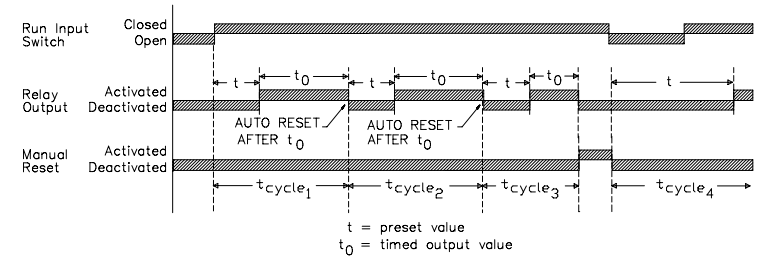 Run Input Switch
Closed
Open
t
t0
t
t0
t
t0
t
Relay Output
Activated
Deactivated
AUTO RESET AFTER t0
AUTO RESET AFTER t0
Manual Reset
Activated
Deactivated
tcycle1
tcycle2
tcycle3
tcycle4
t = preset value
t0 = timed output value